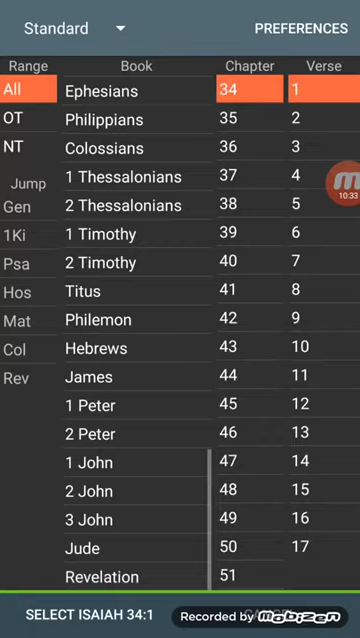 Standard PREFERENCES
Range Book Chapter Verse
All Ephesians 34 1
OT Philippians 35 2
NT Colossians 36 3
Jump 1 Thessalonians 37 4
10:33
Gen 2 Thessalonians 38 5
1Ki 1 Timothy 39 6
Psa 2 Timothy 40 7
Hos Titus 41 8
Mat Philemon 42 9
Col Hebrews 43 10
Rev James 44 11
1 Peter 45 12
2 Peter 46 13
1 John 47 14
2 John 48 15
3 John 49 16
Jude 50 17
Revelation 51
SELECT ISAIAH 34:1 CANCEL
Recorded by mobizen